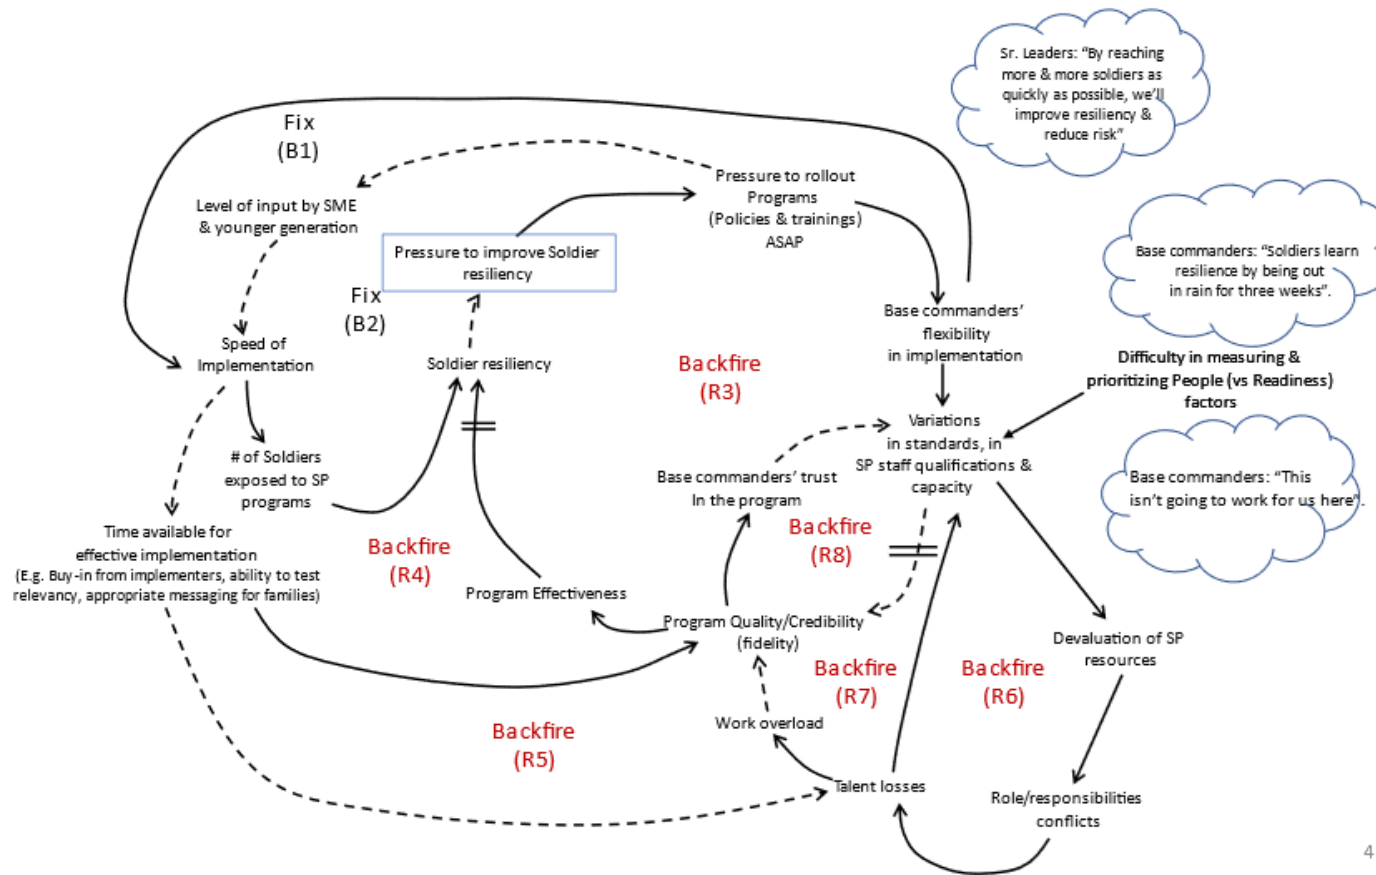 Sr. Leaders: “By reaching
more & more soldiers as
quickly as possible, we’ll
improve resiliency &
reduce risk”
Fix
(B1)
Pressure to rollout
Programs
(Policies & trainings)
ASAP
Level of input by SME
& younger generation
Pressure to improve Soldier
resiliency
Base commanders: “Soldiers learn “
resilience by being out
in rain for three weeks”.
Fix
(B2)
Base commanders’
flexibility
in implementation
Speed of
Implementation
Soldier resiliency
Backfire
(R3)
Difficulty in measuring &
prioritizing People (vs Readiness)
factors
Variations
in standards, in
SP staff qualifications &
capacity
# of Soldiers
exposed to SP
programs
Base commanders’ trust
In the program
Base commanders: “This
isn’t going to work for us here”.
Time available for
effective implementation
(E.g. Buy-in from implementers, ability to test
relevancy, appropriate messaging for families)
Backfire
(R4)
Backfire
(R8)
Program Effectiveness
Program Quality/Credibility
(fidelity)
Devaluation of SP
resources
Backfire
(R7)
Backfire
(R6)
Backfire
(R5)
Work overload
Talent losses
Role/responsibilities
conflicts
4